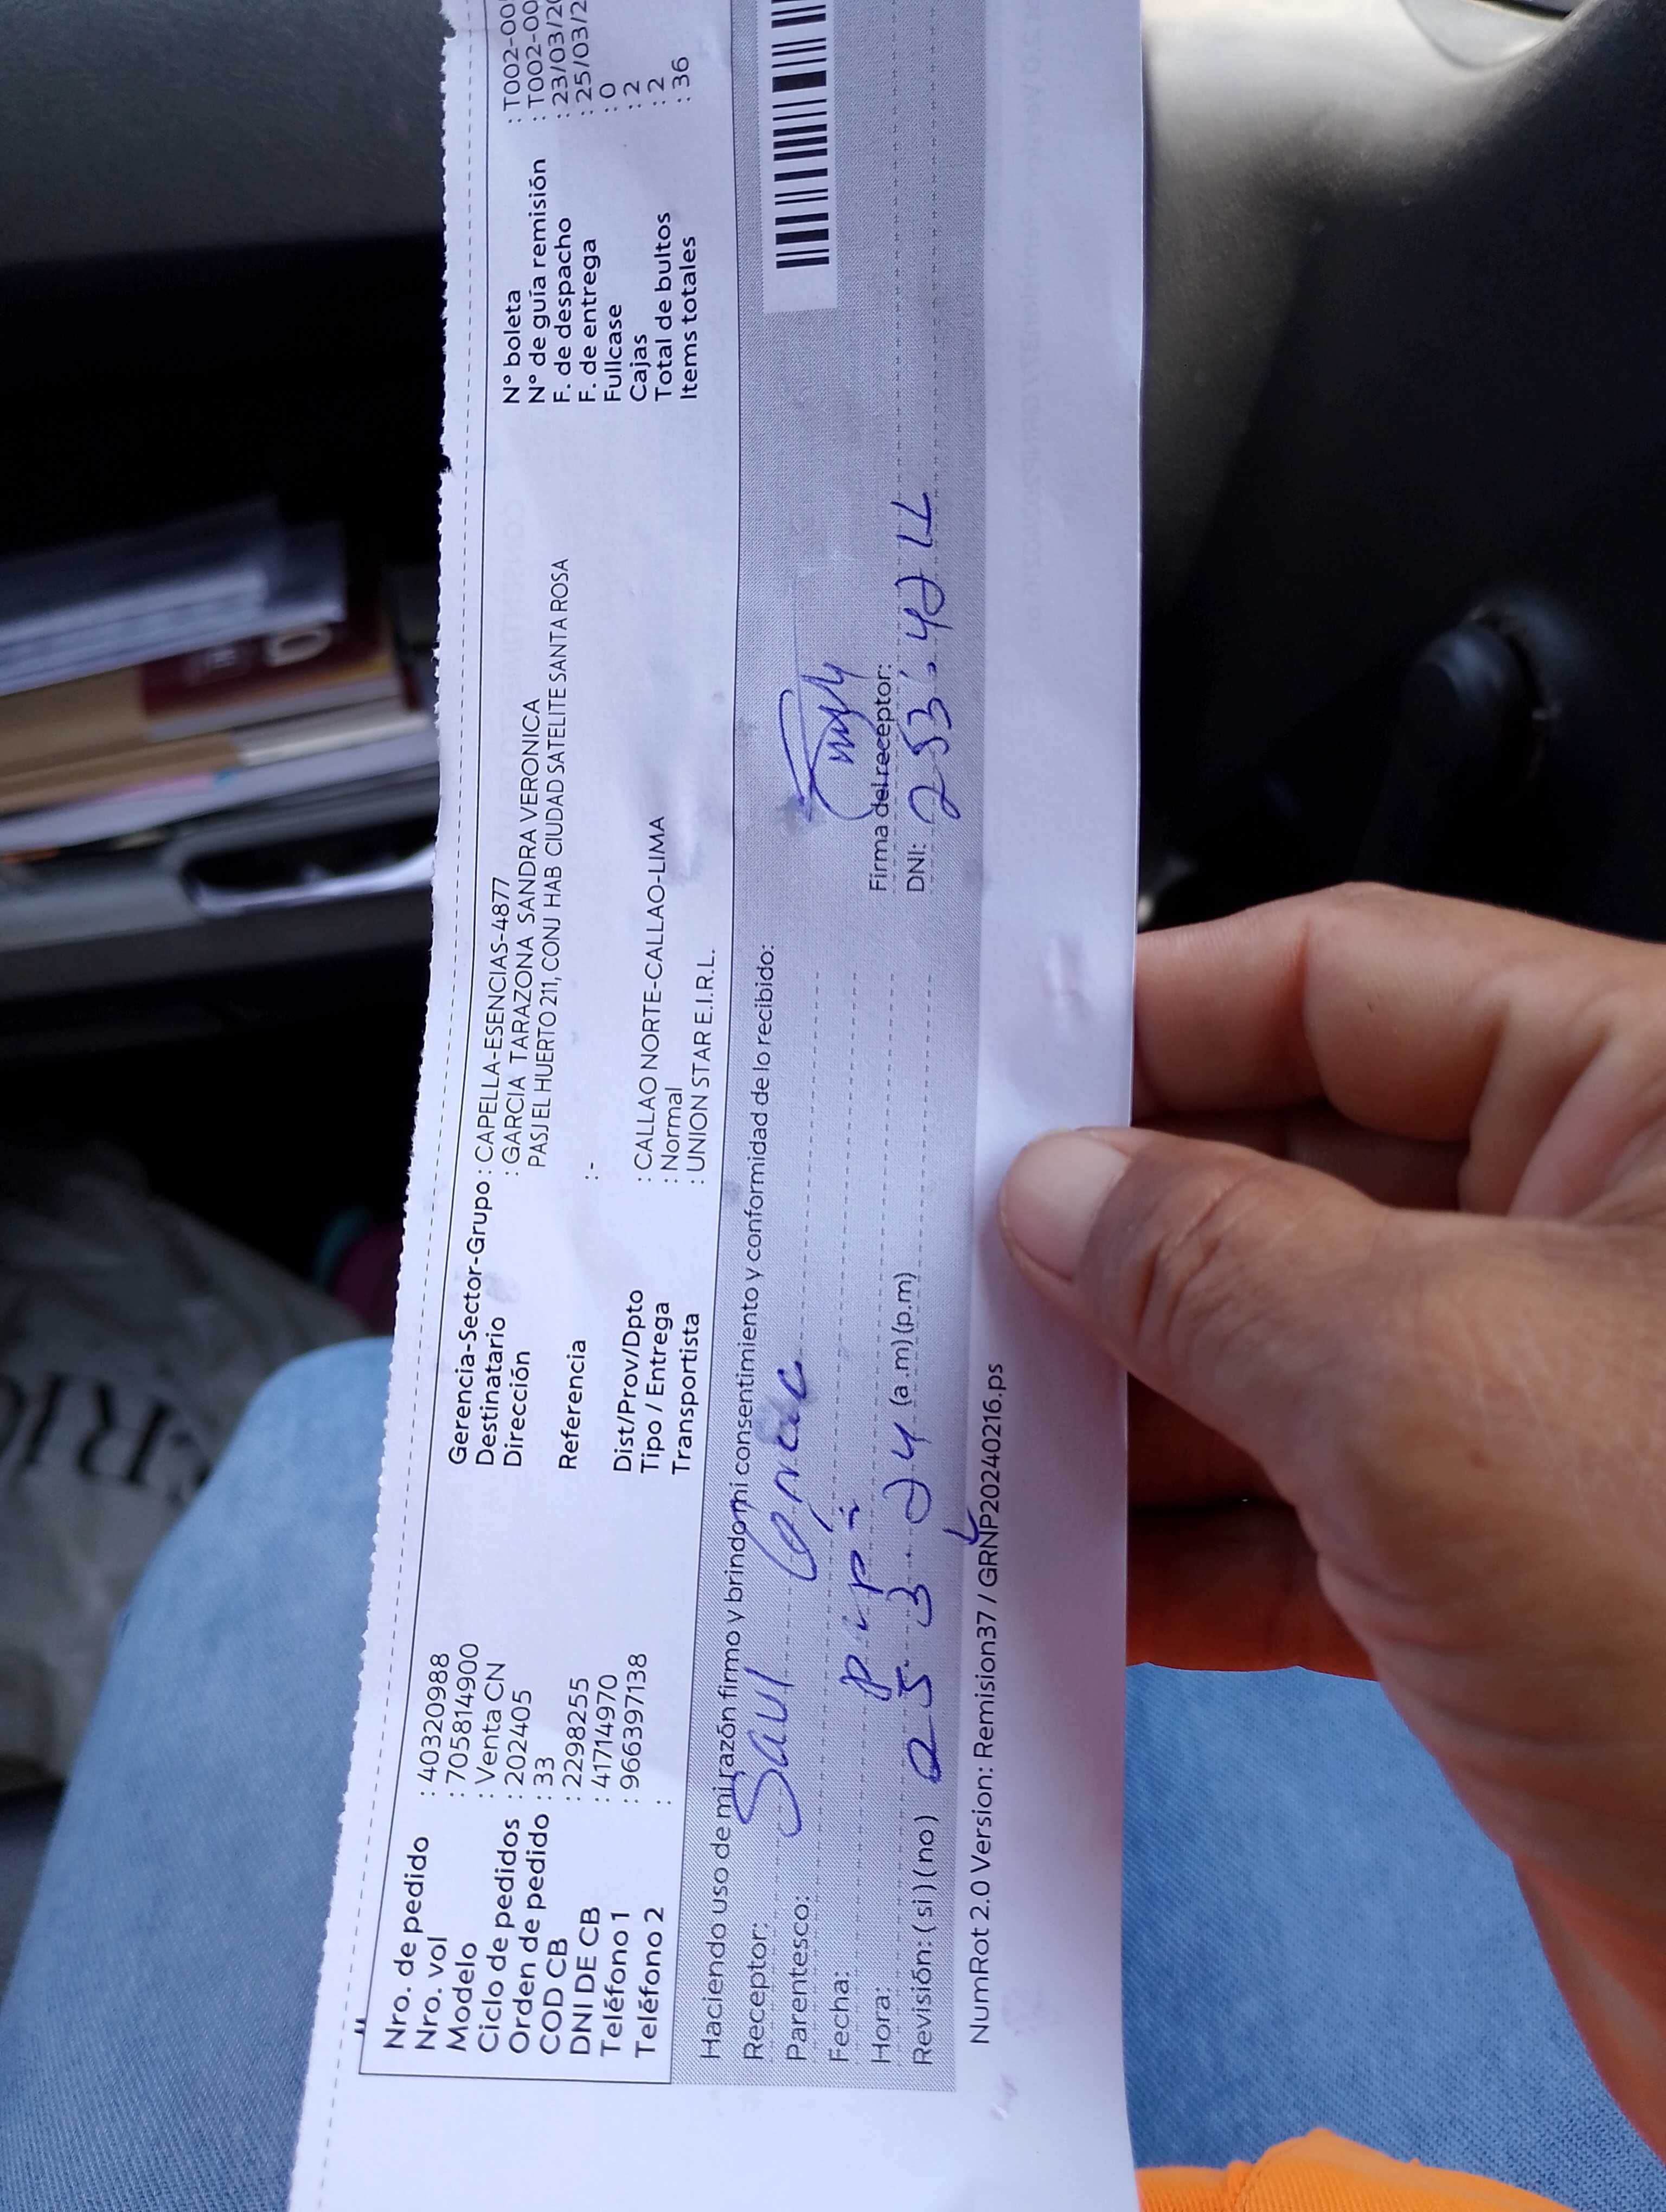 Nro. de pedido : 40320988
Nro. vol : 705814900
Modelo : Venta CN
Ciclo de pedidos : 202405
Orden de pedido : 33
COD CB : 2298255
DNI DE CB : 41714970
Teléfono 1 : 966397138
Teléfono 2 :
Gerencia-Sector-Grupo : CAPELLA-ESENCIAS-4877
Destinatario : GARCIA TARAZONA SANDRA VERONICA
Dirección PASJ EL HUERTO 211, CONJ HAB CIUDAD SATELITE SANTA ROSA
Referencia : -
Dist/Prov/Dpto : CALLAO NORTE-CALLAO-LIMA
Tipo / Entrega : Normal
Transportista : UNION STAR E.I.R.L.
N° boleta : T002-00
N° de guía remisión : T002-00
F. de despacho : 23/03/20
F. de entrega : 25/03/2
Fullcase : 0
Cajas : 2
Total de bultos : 2
Items totales : 36
Haciendo uso de mi razón firmo y brindo mi consentimiento y conformidad de lo recibido:
Receptor: Saul
Parentesco:
Fecha:
Hora:
Revisión: (si) (no) 25 3 24 (a.m)(p.m)
Firma del receptor:
DNI:
NumRot 2.0 Version: Remision37 / GRNP20240216.ps